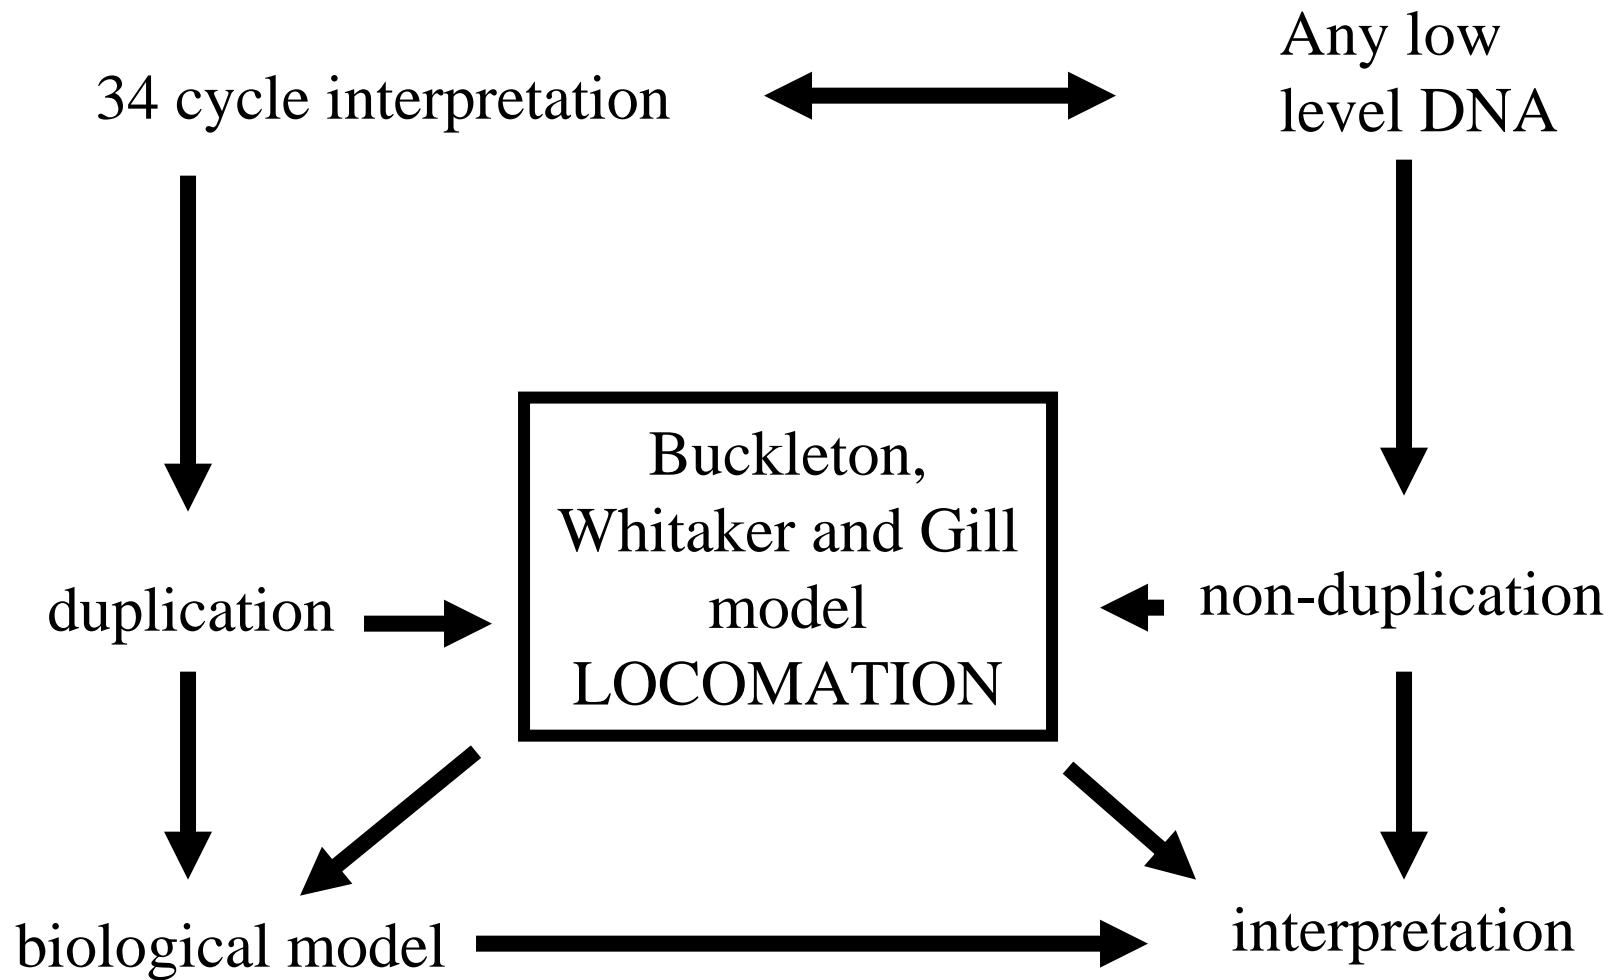 34 cycle interpretation
Any low
level DNA
Buckleton,
Whitaker and Gill
model
LOCOMATION
duplication
non-duplication
biological model
interpretation